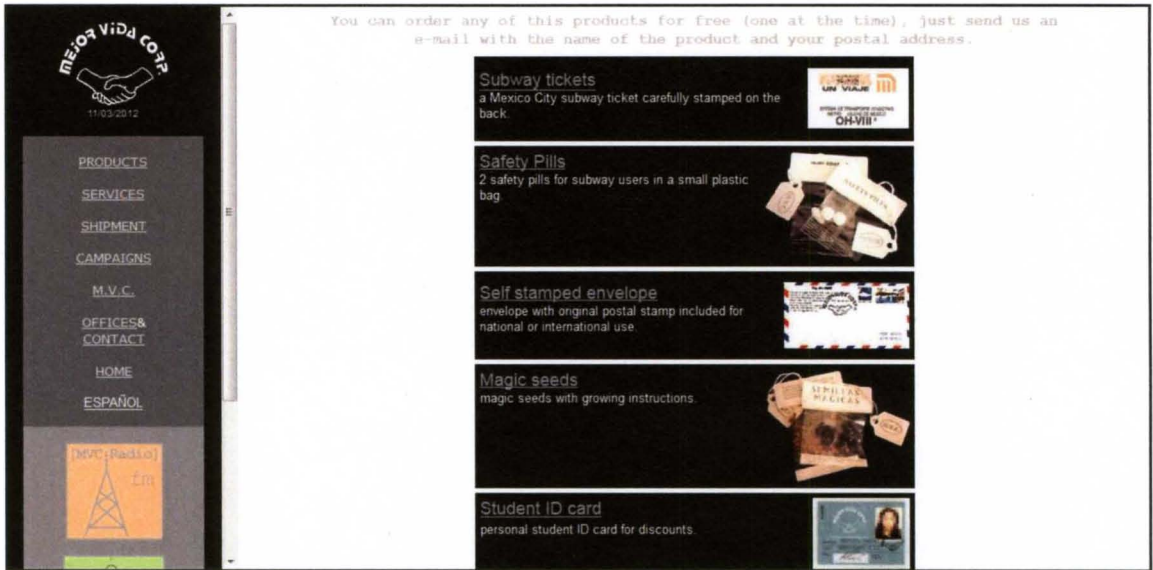 MEJOR VIDA CORP.
11/03/2012
PRODUCTS
SERVICES
SHIPMENT
CAMPAIGNS
M.V.C.
OFFICES&
CONTACT
HOME
ESPAÑOL
[MVC-Radio]
fm
You can order any of this products for free (one at the time), just send us an
e-mail with the name of the product and your postal address.
Subway tickets
a Mexico City subway ticket carefully stamped on the
back.
UN VIAJE
OH-VIII
Safety Pills
2 safety pills for subway users in a small plastic
bag.
SAFETY PILLS
Self stamped envelope
envelope with original postal stamp included for
national or international use.
Magic seeds
magic seeds with growing instructions.
SEMILLAS
MAGICAS
Student ID card
personal student ID card for discounts.